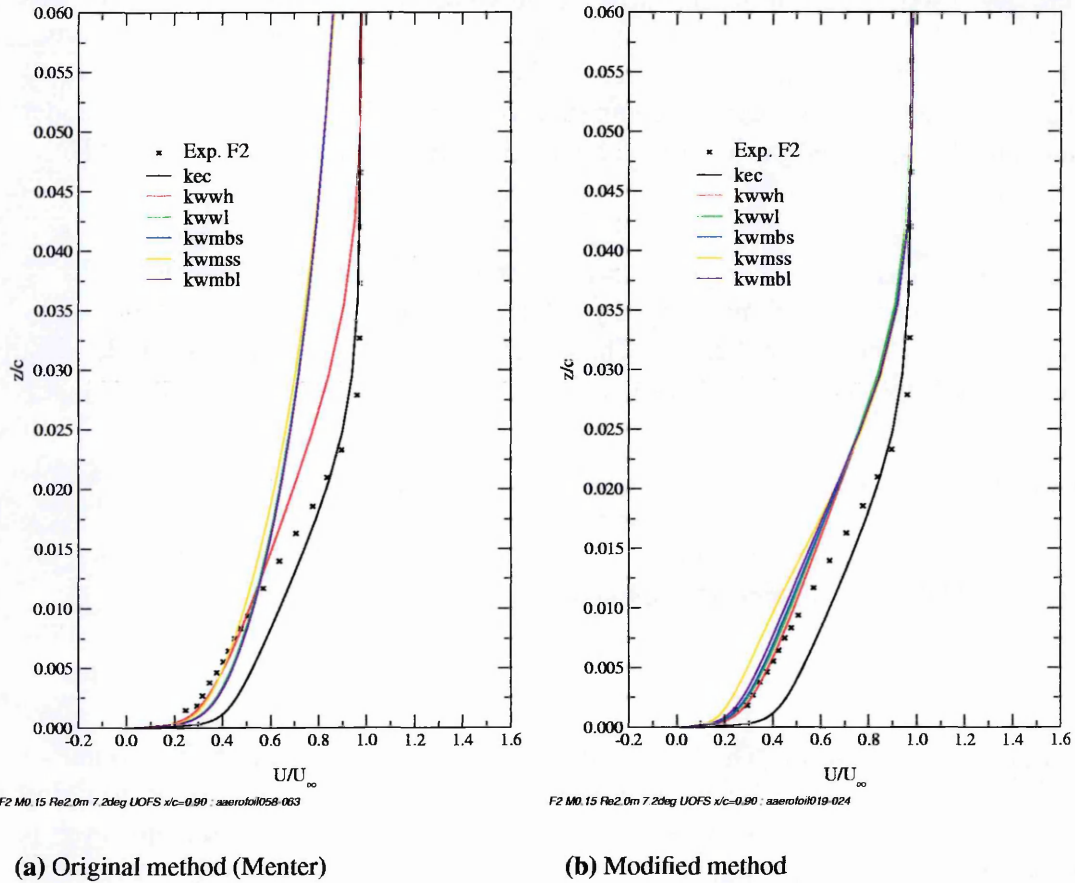 0.060
0.055
0.050
0.045
0.040
0.035
0.030
0.025
0.020
0.015
0.010
0.005
0.000
z/c
× Exp. F2
kec
kwwh
kwwl
kwmbs
kwmss
kwmbl
-0.2 0.0 0.2 0.4 0.6 0.8 1.0 1.2 1.4 1.6
U/U∞
F2 M0.15 Re2.0m 7.2deg UOFS x/c=0.90 : aaerofoil058-063
(a) Original method (Menter)
0.060
0.055
0.050
0.045
0.040
0.035
0.030
0.025
0.020
0.015
0.010
0.005
0.000
z/c
× Exp. F2
kec
kwwh
kwwl
kwmbs
kwmss
kwmbl
-0.2 0.0 0.2 0.4 0.6 0.8 1.0 1.2 1.4 1.6
U/U∞
F2 M0.15 Re2.0m 7.2deg UOFS x/c=0.90 : aaerofoil019-024
(b) Modified method